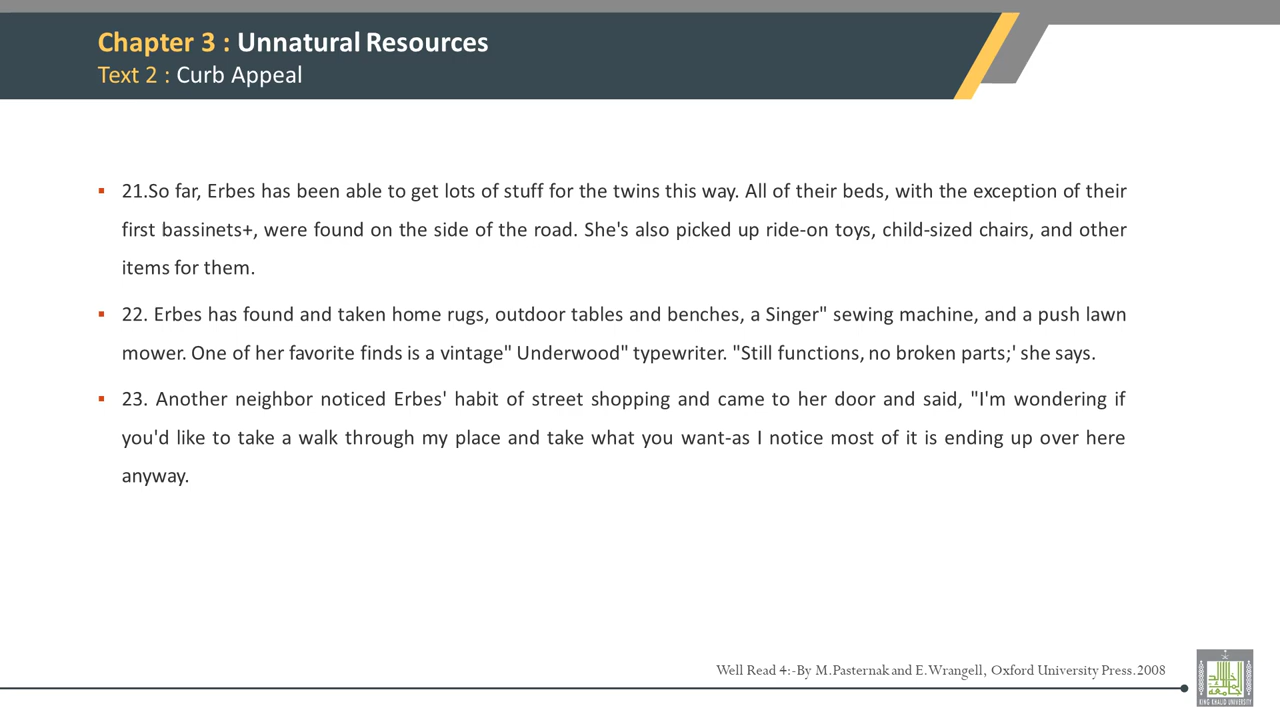 Chapter 3 : Unnatural Resources
Text 2 : Curb Appeal
▪ 21.So far, Erbes has been able to get lots of stuff for the twins this way. All of their beds, with the exception of their
first bassinets+, were found on the side of the road. She's also picked up ride-on toys, child-sized chairs, and other
items for them.
▪ 22. Erbes has found and taken home rugs, outdoor tables and benches, a Singer" sewing machine, and a push lawn
mower. One of her favorite finds is a vintage" Underwood" typewriter. "Still functions, no broken parts;' she says.
▪ 23. Another neighbor noticed Erbes' habit of street shopping and came to her door and said, "I'm wondering if
you'd like to take a walk through my place and take what you want-as I notice most of it is ending up over here
anyway.
Well Read 4:-By M.Pasternak and E.Wrangell, Oxford University Press.2008
KING KHALID UNIVERSITY